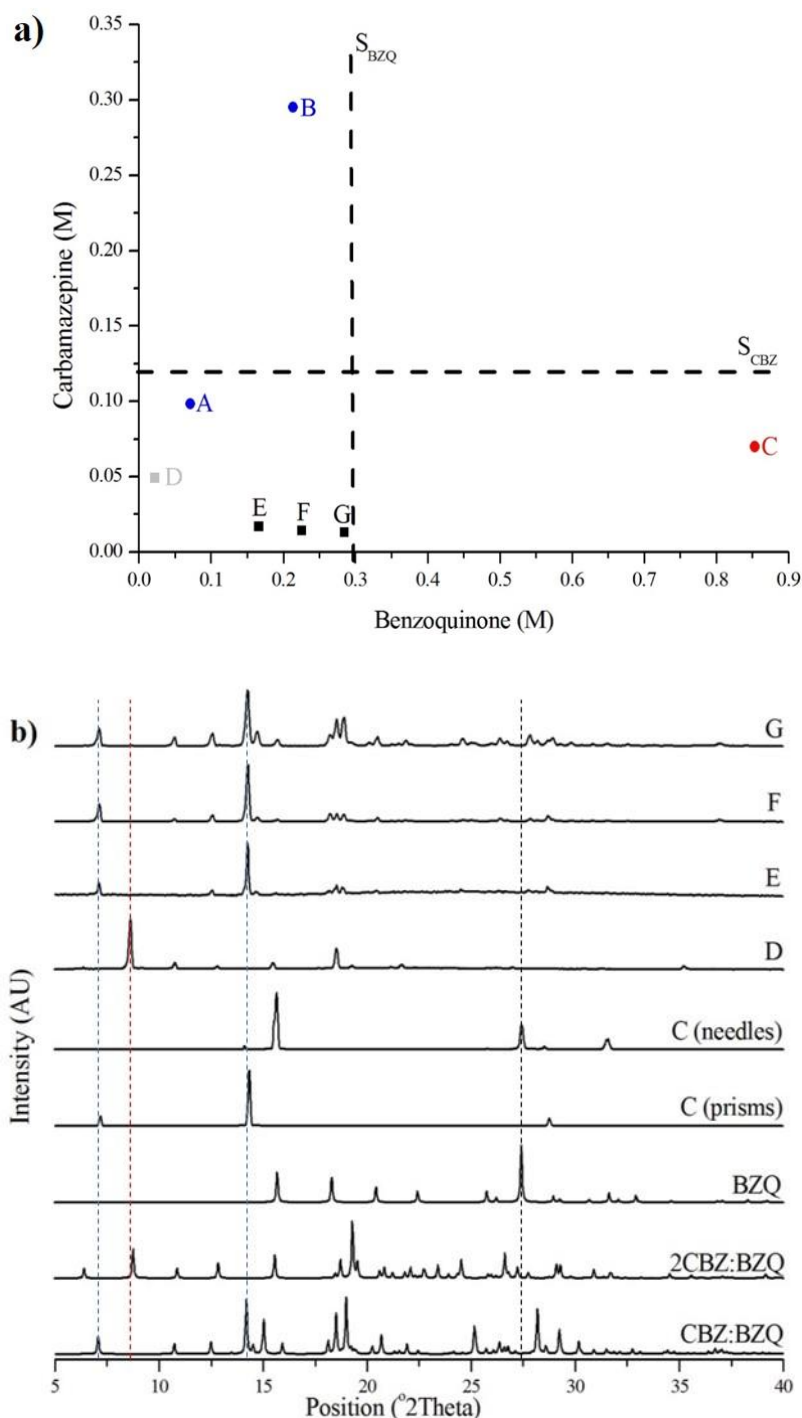 a)
0.35
0.30
0.25
0.20
0.15
0.10
0.05
0.00
Carbamazepine (M)
S_BZQ
B
S_CBZ
A
C
D
E F G
0.0 0.1 0.2 0.3 0.4 0.5 0.6 0.7 0.8 0.9
Benzoquinone (M)
b)
Intensity (AU)
G
F
E
D
C (needles)
C (prisms)
BZQ
2CBZ:BZQ
CBZ:BZQ
5 10 15 20 25 30 35 40
Position (°2Theta)